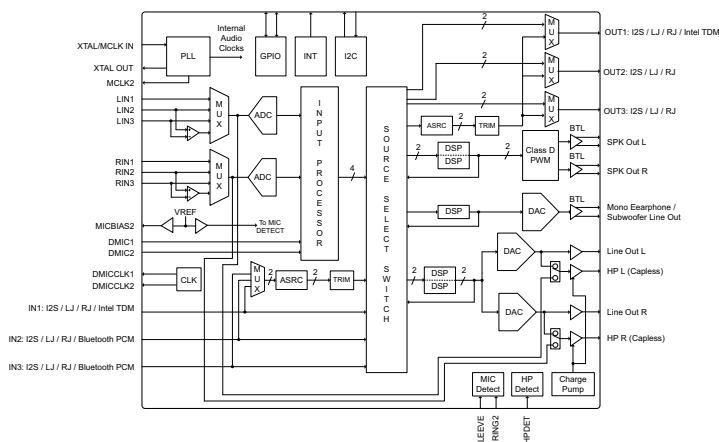 Internal
Audio
Clocks
XTAL/MCLK IN
PLL
XTAL OUT
MCLK2
GPIO
INT
I2C
2
MUX
OUT1: I2S / LJ / RJ / Intel TDM
2
MUX
OUT2: I2S / LJ / RJ
2
MUX
OUT3: I2S / LJ / RJ
LIN1
LIN2
LIN3
MUX
ADC
INPUT PROCESSOR
SOURCE SELECT SWITCH
ASRC
2
TRIM
RIN1
RIN2
RIN3
MUX
ADC
4
2
DSP
DSP
2
Class D
PWM
BTL
SPK Out L
BTL
SPK Out R
MICBIAS2
VREF
To MIC
DETECT
DSP
DAC
BTL
Mono Earphone /
Subwoofer Line Out
DMIC1
DMIC2
DMICCLK1
DMICCLK2
CLK
MUX
2
ASRC
2
TRIM
2
DSP
DSP
2
DAC
Line Out L
HP L (Capless)
DAC
Line Out R
HP R (Capless)
IN1: I2S / LJ / RJ / Intel TDM
IN2: I2S / LJ / RJ / Bluetooth PCM
IN3: I2S / LJ / RJ / Bluetooth PCM
MIC
Detect
HP
Detect
Charge
Pump
LEEVE
RING2
HPDET